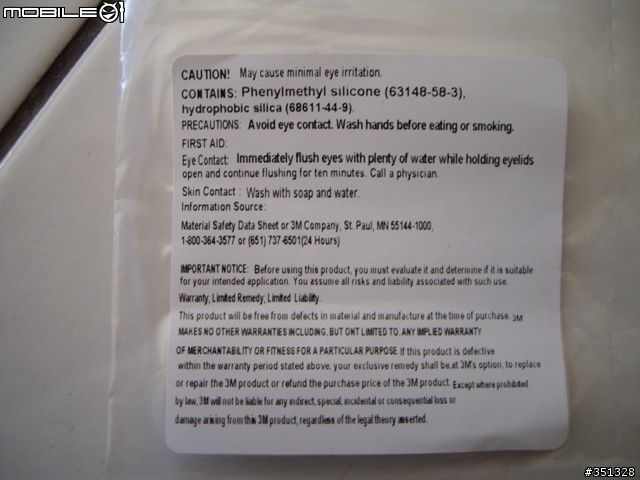 MOBILE01
CAUTION! May cause minimal eye irritation.
CONTAINS: Phenylmethyl silicone (63148-58-3),
hydrophobic silica (68611-44-9).
PRECAUTIONS: Avoid eye contact. Wash hands before eating or smoking.
FIRST AID:
Eye Contact: Immediately flush eyes with plenty of water while holding eyelids
open and continue flushing for ten minutes. Call a physician.
Skin Contact : Wash with soap and water.
Information Source:
Material Safety Data Sheet or 3M Company, St. Paul, MN 55144-1000,
1-800-364-3577 or (651) 737-6501(24 Hours)
IMPORTANT NOTICE: Before using this product, you must evaluate it and determine if it is suitable
for your intended application. You assume all risks and liability associated with such use.
Warranty; Limited Remedy; Limited Liability.
This product will be free from defects in material and manufacture at the time of purchase. 3M
MAKES NO OTHER WARRANTIES INCLUDING, BUT ONT LIMITED TO, ANY IMPLIED WARRANTY
OF MERCHANTABILITY OR FITNESS FOR A PARTICULAR PURPOSE. If this product is defective
within the warranty period stated above, your exclusive remedy shall be, at 3M's option, to replace
or repair the 3M product or refund the purchase price of the 3M product. Except where prohibited
by law, 3M will not be liable for any indirect, special, incidental or consequential loss or
damage arising from this 3M product, regardless of the legal theory asserted.
#351328